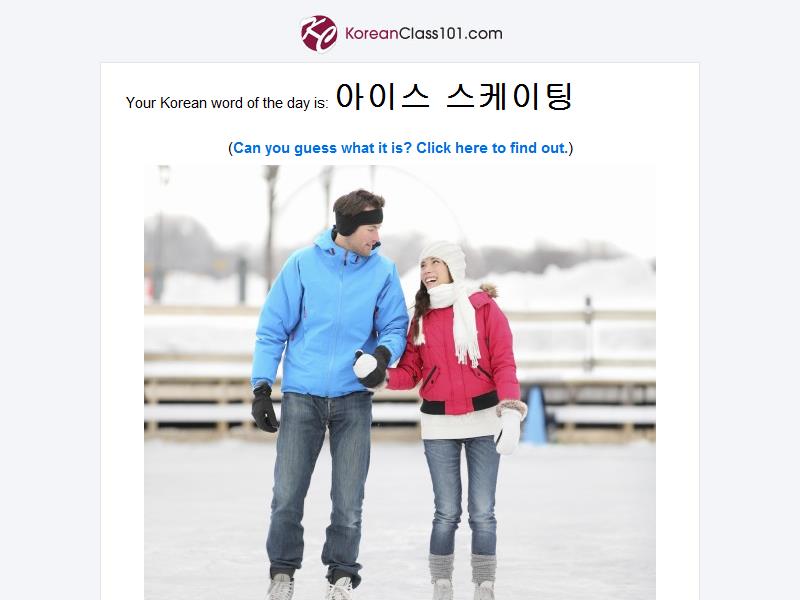 KoreanClass101.com
Your Korean word of the day is: 아이스 스케이팅
(Can you guess what it is? Click here to find out.)